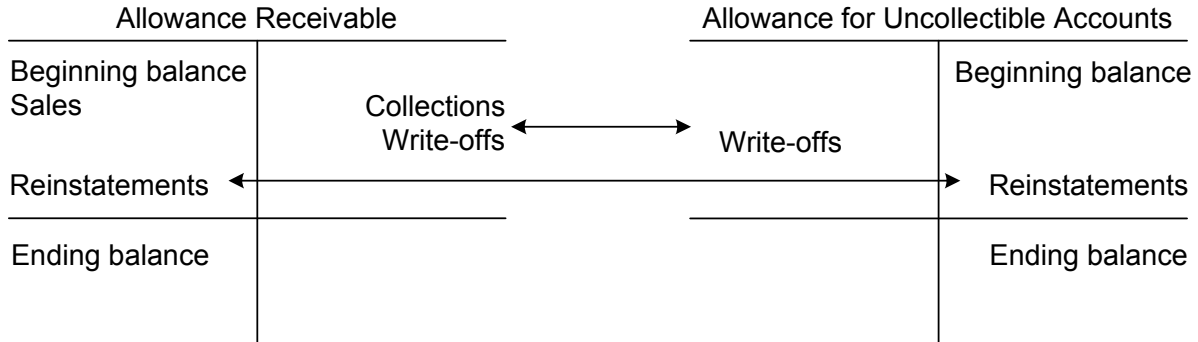 Allowance Receivable
Allowance for Uncollectible Accounts
Beginning balance
Beginning balance
Sales
Collections
Write-offs
Write-offs
Reinstatements
Reinstatements
Ending balance
Ending balance